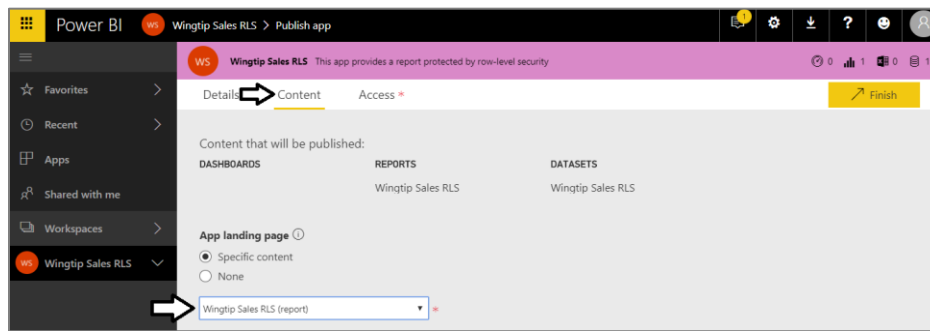 Power BI WS Wingtip Sales RLS > Publish app 1 ?
WS Wingtip Sales RLS This app provides a report protected by row-level security 0 1 0 1
Favorites >
Details Content Access *
Finish
Recent >
Content that will be published:
Apps
DASHBOARDS REPORTS DATASETS
Shared with me
Wingtip Sales RLS Wingtip Sales RLS
Workspaces >
App landing page
WS Wingtip Sales RLS
Specific content
None
Wingtip Sales RLS (report) *